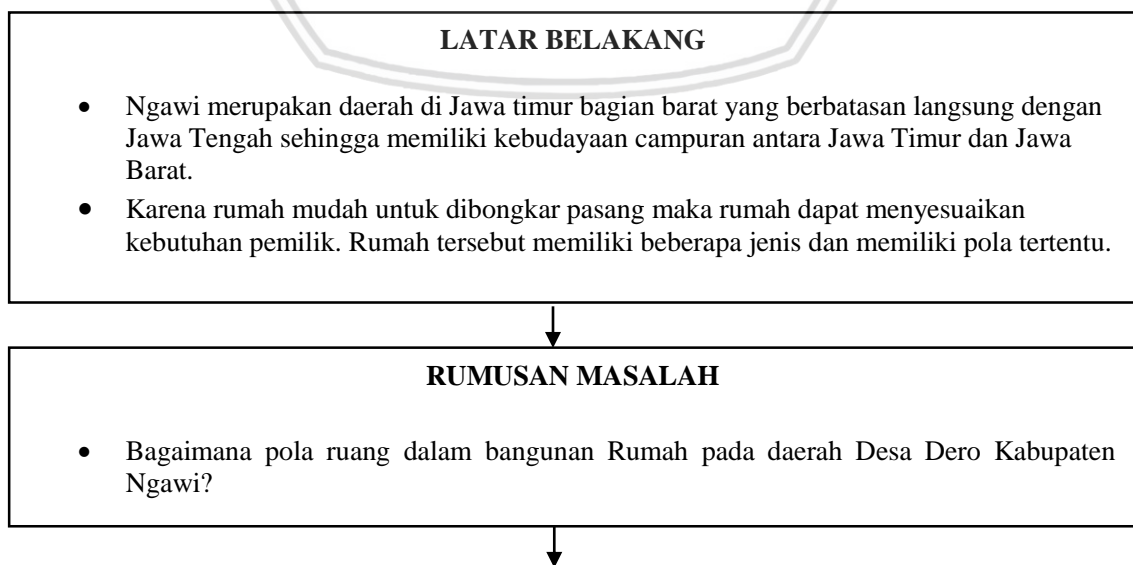 LATAR BELAKANG
• Ngawi merupakan daerah di Jawa timur bagian barat yang berbatasan langsung dengan
Jawa Tengah sehingga memiliki kebudayaan campuran antara Jawa Timur dan Jawa
Barat.
• Karena rumah mudah untuk dibongkar pasang maka rumah dapat menyesuaikan
kebutuhan pemilik. Rumah tersebut memiliki beberapa jenis dan memiliki pola tertentu.
RUMUSAN MASALAH
• Bagaimana pola ruang dalam bangunan Rumah pada daerah Desa Dero Kabupaten
Ngawi?